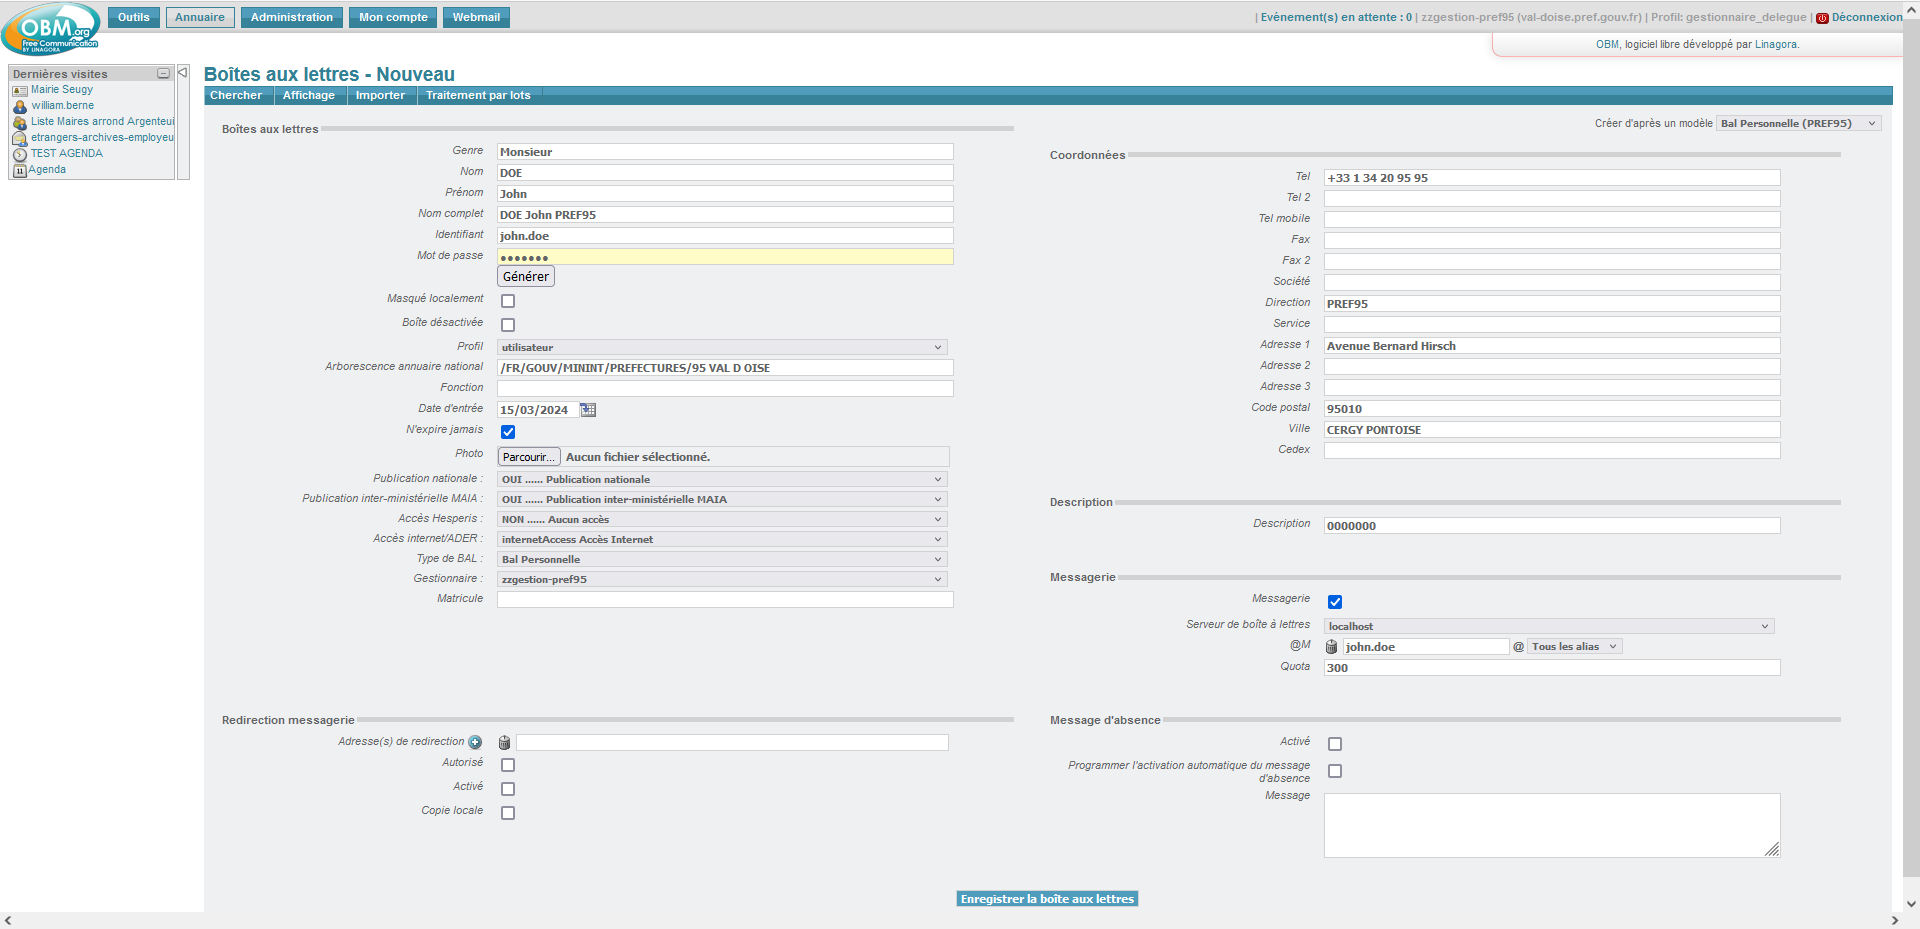 OBM.org
Free Communication
BY LINAGORA
Outils
Annuaire
Administration
Mon compte
Webmail
| Evénement(s) en attente : 0 | zzgestion-pref95 (val-doise.pref.gouv.fr) | Profil: gestionnaire_delegue | Déconnexion
OBM, logiciel libre développé par Linagora.
Dernières visites
Mairie Seugy
william.berne
Liste Maires arrond Argenteui
etrangers-archives-employeu
TEST AGENDA
Agenda
Boîtes aux lettres - Nouveau
Chercher
Affichage
Importer
Traitement par lots
Créer d'après un modèle Bal Personnelle (PREF95)
Boîtes aux lettres
Genre Monsieur
Nom DOE
Prénom John
Nom complet DOE John PREF95
Identifiant john.doe
Mot de passe •••••••
Générer
Masqué localement
Boîte désactivée
Profil utilisateur
Arborescence annuaire national /FR/GOUV/MININT/PREFECTURES/95 VAL D OISE
Fonction
Date d'entrée 15/03/2024
N'expire jamais
Photo Parcourir... Aucun fichier sélectionné.
Publication nationale : OUI ...... Publication nationale
Publication inter-ministérielle MAIA : OUI ...... Publication inter-ministérielle MAIA
Accès Hesperis : NON ...... Aucun accès
Accès internet/ADER : internetAccess Accès Internet
Type de BAL : Bal Personnelle
Gestionnaire : zzgestion-pref95
Matricule
Coordonnées
Tel +33 1 34 20 95 95
Tel 2
Tel mobile
Fax
Fax 2
Société
Direction PREF95
Service
Adresse 1 Avenue Bernard Hirsch
Adresse 2
Adresse 3
Code postal 95010
Ville CERGY PONTOISE
Cedex
Description
Description 0000000
Messagerie
Messagerie
Serveur de boîte à lettres localhost
@M john.doe @ Tous les alias
Quota 300
Redirection messagerie
Adresse(s) de redirection
Autorisé
Activé
Copie locale
Message d'absence
Activé
Programmer l'activation automatique du message
d'absence
Message
Enregistrer la boîte aux lettres